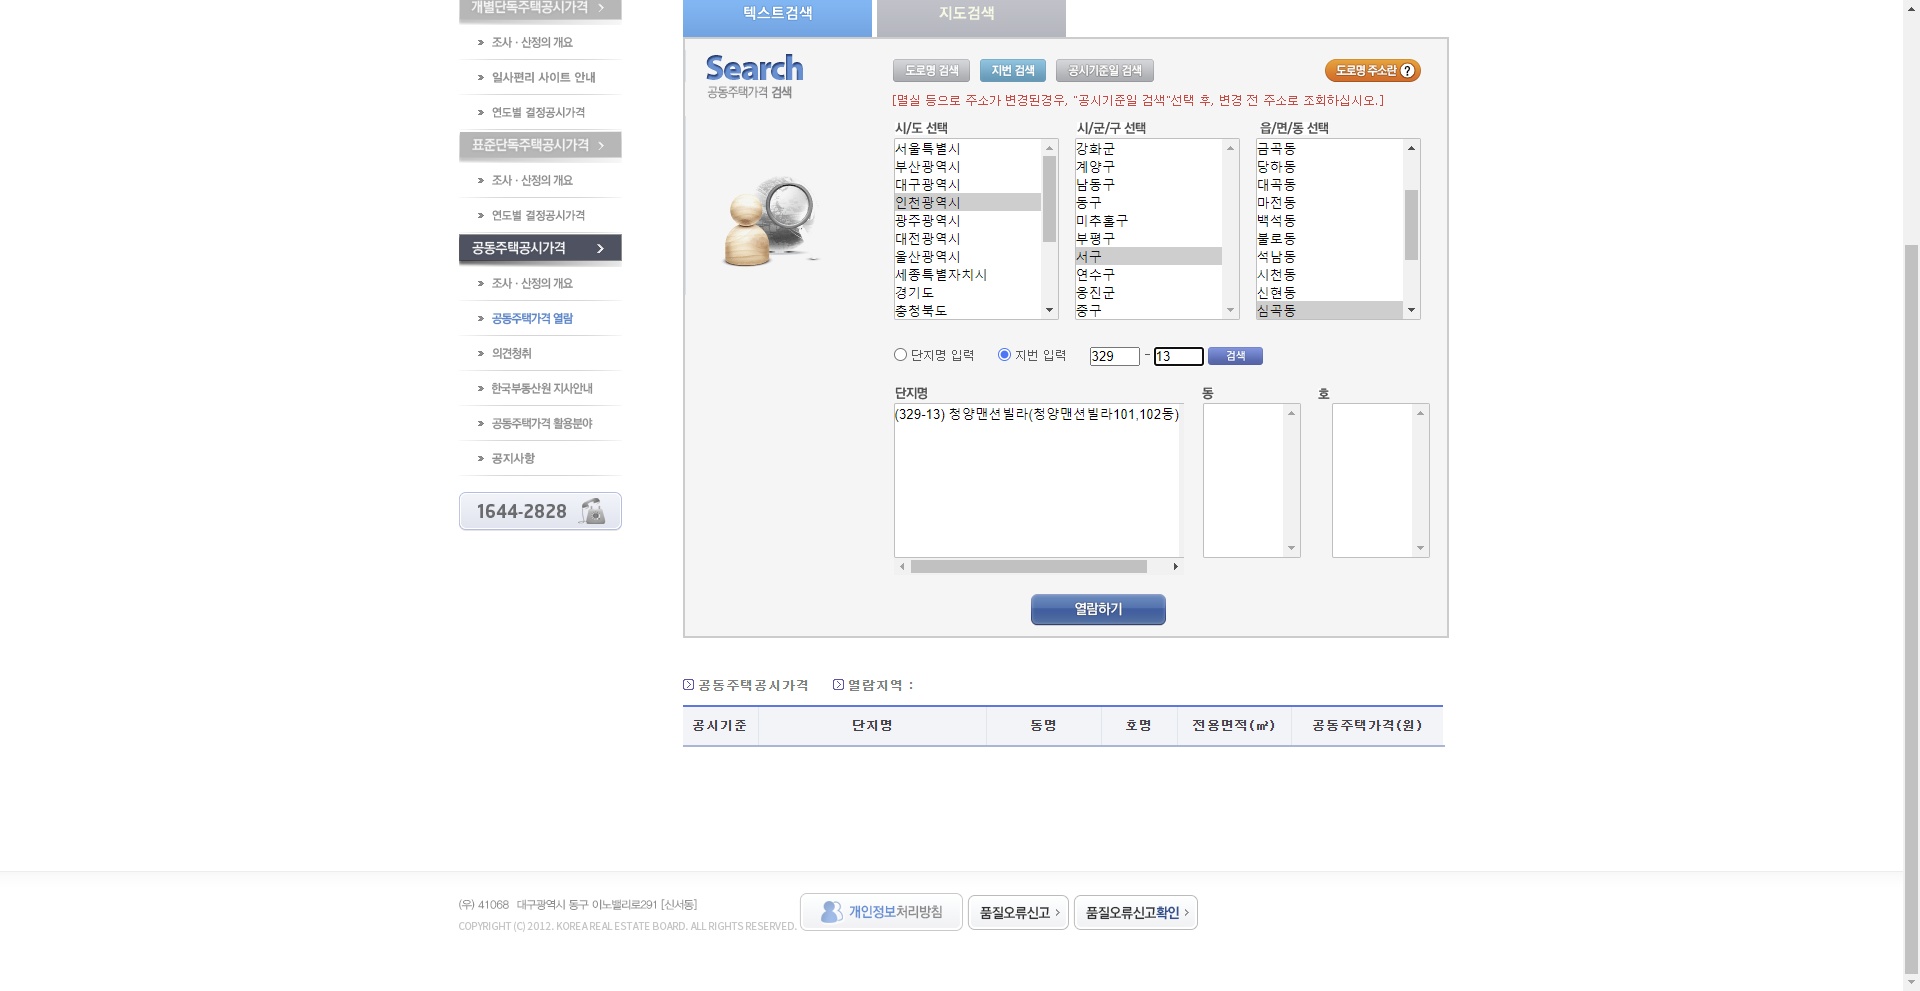 개별단독주택공시가격
조사 · 산정의 개요
일사편리 사이트 안내
연도별 결정공시가격
표준단독주택공시가격
조사 · 산정의 개요
연도별 결정공시가격
공동주택공시가격
조사 · 산정의 개요
공동주택가격 열람
의견청취
한국부동산원 지사안내
공동주택가격 활용분야
공지사항
1644-2828
텍스트검색 지도검색
Search
공동주택가격 검색
도로명 검색 지번 검색 공시기준일 검색 도로명 주소란 ?
[멸실 등으로 주소가 변경된경우, "공시기준일 검색"선택 후, 변경 전 주소로 조회하십시오.]
시/도 선택
서울특별시
부산광역시
대구광역시
인천광역시
광주광역시
대전광역시
울산광역시
세종특별자치시
경기도
충청북도
시/군/구 선택
강화군
계양구
남동구
동구
미추홀구
부평구
서구
연수구
옹진군
중구
읍/면/동 선택
금곡동
당하동
대곡동
마전동
백석동
불로동
석남동
시천동
신현동
심곡동
단지명 입력 지번 입력 329 - 13 검색
단지명 동 호
(329-13) 청양맨션빌라(청양맨션빌라101,102동)
열람하기
공동주택공시가격 열람지역 :
공시기준 단지명 동명 호명 전용면적(㎡) 공동주택가격(원)
(우) 41068 대구광역시 동구 이노밸리로291 [신서동]
COPYRIGHT (C) 2012. KOREA REAL ESTATE BOARD. ALL RIGHTS RESERVED.
개인정보처리방침 품질오류신고 품질오류신고확인